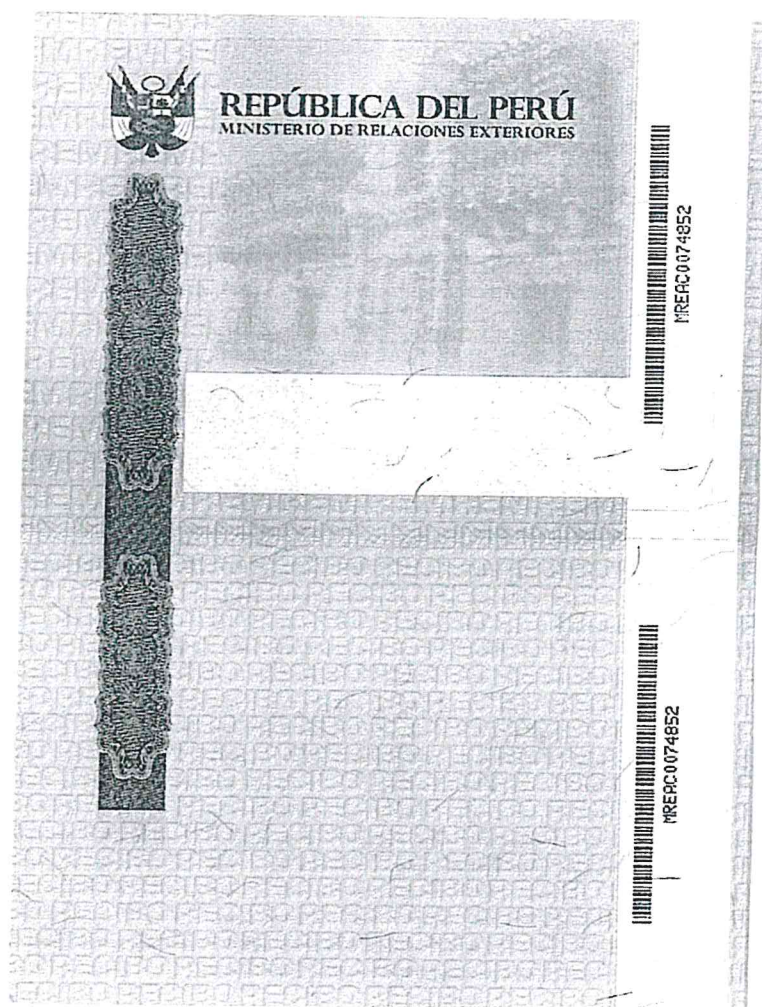 REPÚBLICA DEL PERÚ
MINISTERIO DE RELACIONES EXTERIORES
MREAC0074852
MREAC0074852